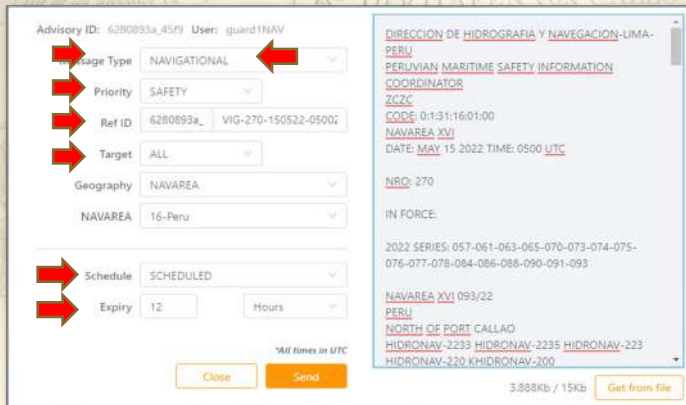 Advisory ID: 6280893a_45f9 User: guard1NAV
Message Type NAVIGATIONAL
Priority SAFETY
Ref ID 6280893a_ VIG-270-150522-0500Z
Target ALL
Geography NAVAREA
NAVAREA 16-Peru
Schedule SCHEDULED
Expiry 12 Hours
*All times in UTC
Close Send
DIRECCION DE HIDROGRAFIA Y NAVEGACION-LIMA-
PERU
PERUVIAN MARITIME SAFETY INFORMATION
COORDINATOR
ZCZC
CODE: 0:1:31:16:01:00
NAVAREA XVI
DATE: MAY 15 2022 TIME: 0500 UTC
NRO: 270
IN FORCE:
2022 SERIES: 057-061-063-065-070-073-074-075-
076-077-078-084-086-088-090-091-093
NAVAREA XVI 093/22
PERU
NORTH OF PORT CALLAO
HIDRONAV-2233 HIDRONAV-2235 HIDRONAV-223
HIDRONAV-220 KHIDRONAV-200
3.888Kb / 15Kb Get from file